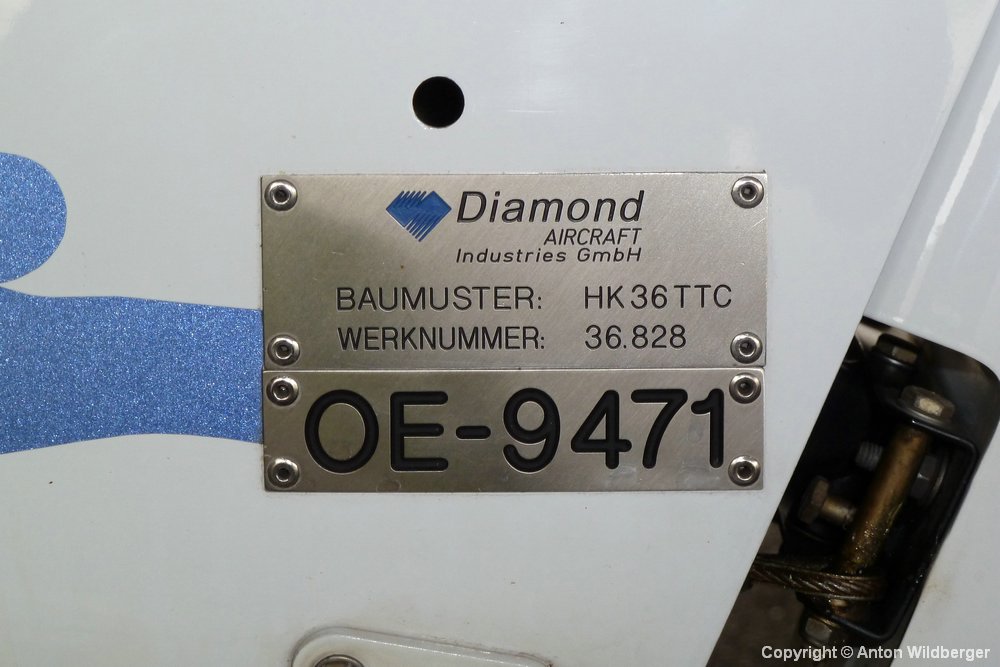 Diamond
AIRCRAFT
Industries GmbH
BAUMUSTER: HK36TTC
WERKNUMMER: 36.828
OE-9471
Copyright © Anton Wildberger